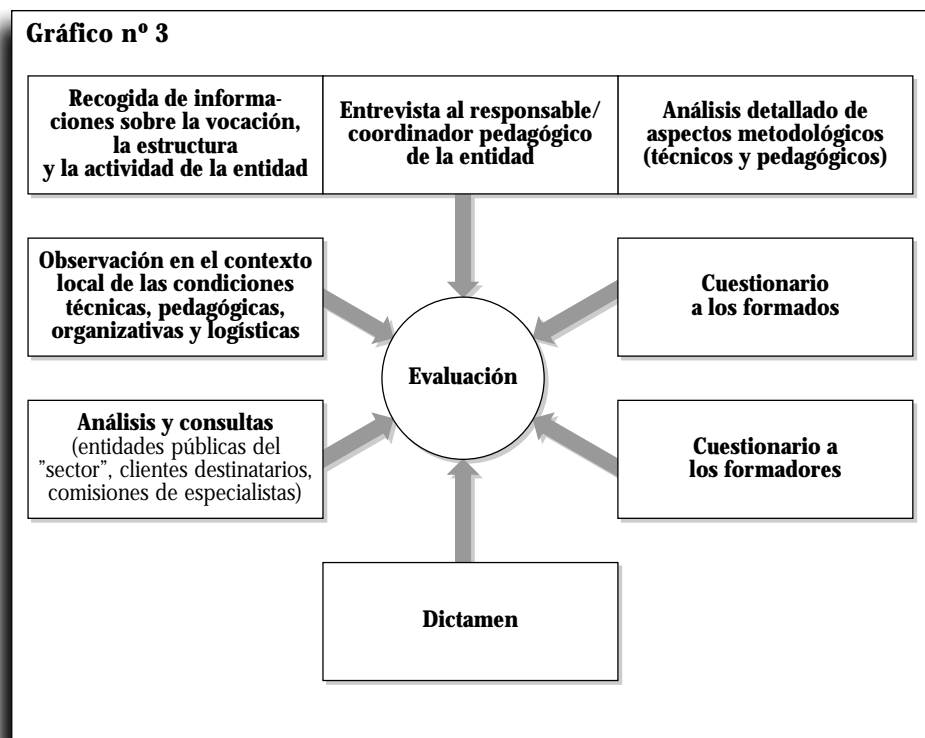 Gráfico nº 3
Recogida de informa-
ciones sobre la vocación,
la estructura
y la actividad de la entidad
Entrevista al responsable/
coordinador pedagógico
de la entidad
Análisis detallado de
aspectos metodológicos
(técnicos y pedagógicos)
Observación en el contexto
local de las condiciones
técnicas, pedagógicas,
organizativas y logísticas
Cuestionario
a los formados
Evaluación
Análisis y consultas
(entidades públicas del
”sector”, clientes destinatarios,
comisiones de especialistas)
Cuestionario a
los formadores
Dictamen